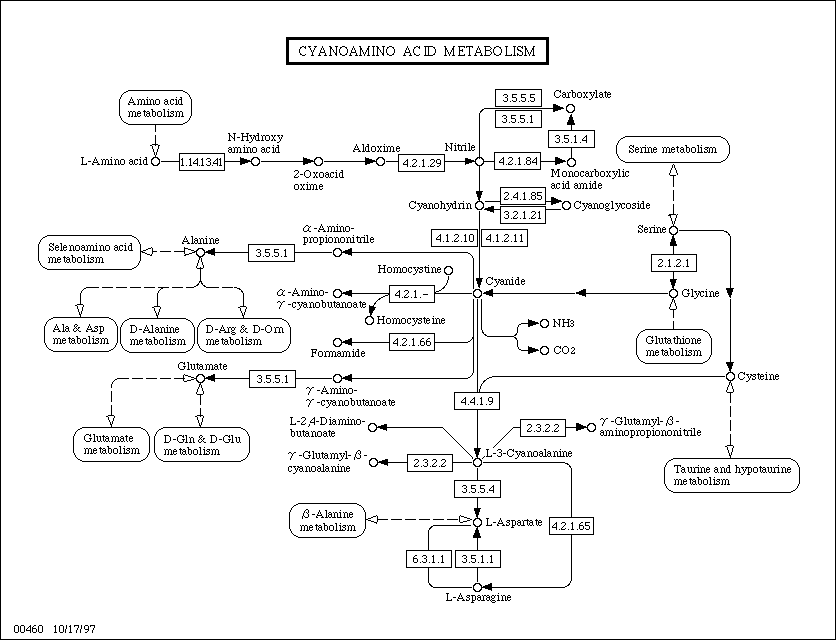 CYANOAMINO ACID METABOLISM
Amino acid
metabolism
L-Amino acid
1.14.1341
N-Hydroxy
amino acid
2-Oxoacid
oxime
Aldoxime
4.2.1.29
Nitrile
3.5.5.5
3.5.5.1
Carboxylate
3.5.1.4
4.2.1.84
Monocarboxylic
acid amide
Serine metabolism
Cyanohydrin
2.4.1.85
3.2.1.21
Cyanoglycoside
Serine
4.1.2.10
4.1.2.11
2.1.2.1
Selenoamino acid
metabolism
Alanine
3.5.5.1
α-Amino-
propiononitrile
Homocystine
α-Amino-
γ-cyanobutanoate
4.2.1.–
Cyanide
Glycine
Homocysteine
Ala & Asp
metabolism
D-Alanine
metabolism
D-Arg & D-Orn
metabolism
Formamide
4.2.1.66
NH3
CO2
Glutathione
metabolism
Glutamate
3.5.5.1
γ-Amino-
γ-cyanobutanoate
Cysteine
4.4.1.9
L-2,4-Diamino-
butanoate
2.3.2.2
γ-Glutamyl-β-
aminopropiononitrile
Glutamate
metabolism
D-Gln & D-Glu
metabolism
γ-Glutamyl-β-
cyanoalanine
2.3.2.2
L-3-Cyanoalanine
Taurine and hypotaurine
metabolism
3.5.5.4
β-Alanine
metabolism
L-Aspartate
4.2.1.65
6.3.1.1
3.5.1.1
L-Asparagine
00460 10/17/97